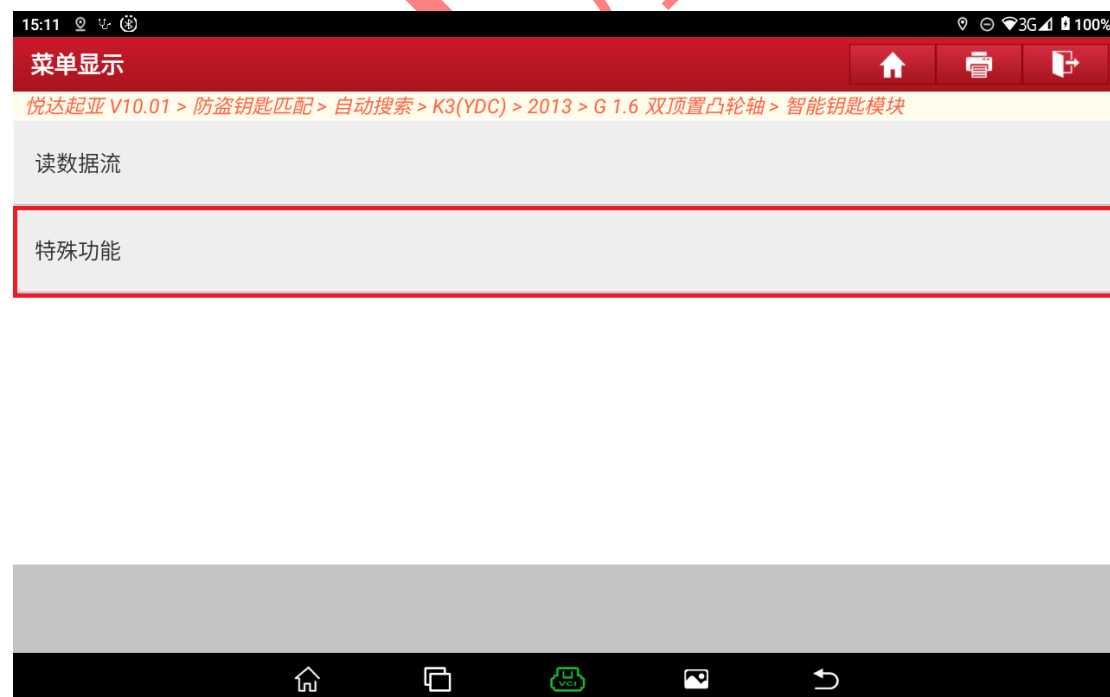 15:11 3G 100%
菜单显示
悦达起亚 V10.01 > 防盗钥匙匹配 > 自动搜索 > K3(YDC) > 2013 > G 1.6 双顶置凸轮轴 > 智能钥匙模块
读数据流
特殊功能
VCI